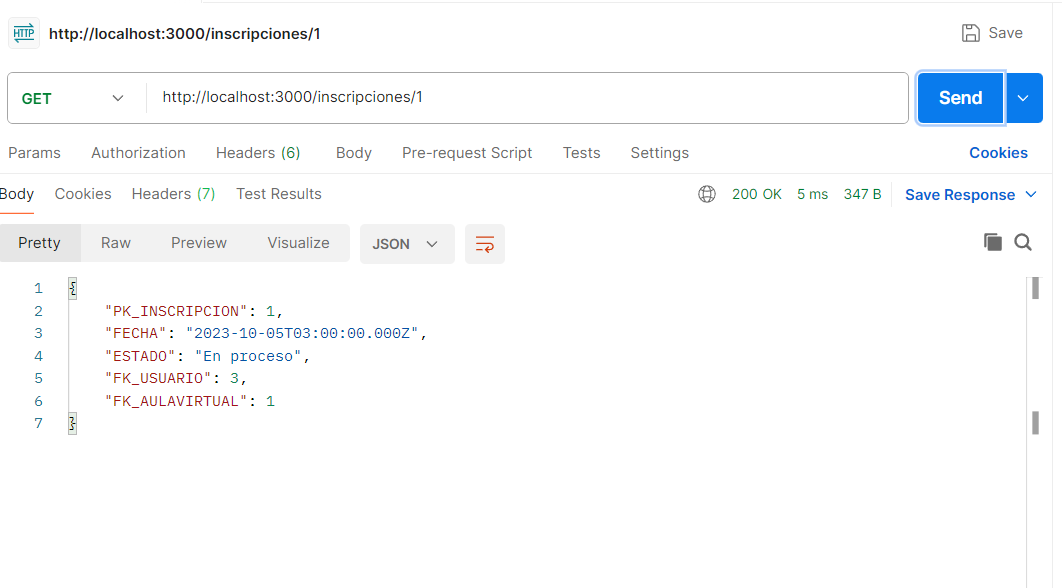 HTTP http://localhost:3000/inscripciones/1 Save
GET http://localhost:3000/inscripciones/1 Send
Params Authorization Headers (6) Body Pre-request Script Tests Settings Cookies
Body Cookies Headers (7) Test Results 200 OK 5 ms 347 B Save Response
Pretty Raw Preview Visualize JSON
1 {
2 "PK_INSCRIPCION": 1,
3 "FECHA": "2023-10-05T03:00:00.000Z",
4 "ESTADO": "En proceso",
5 "FK_USUARIO": 3,
6 "FK_AULAVIRTUAL": 1
7 }